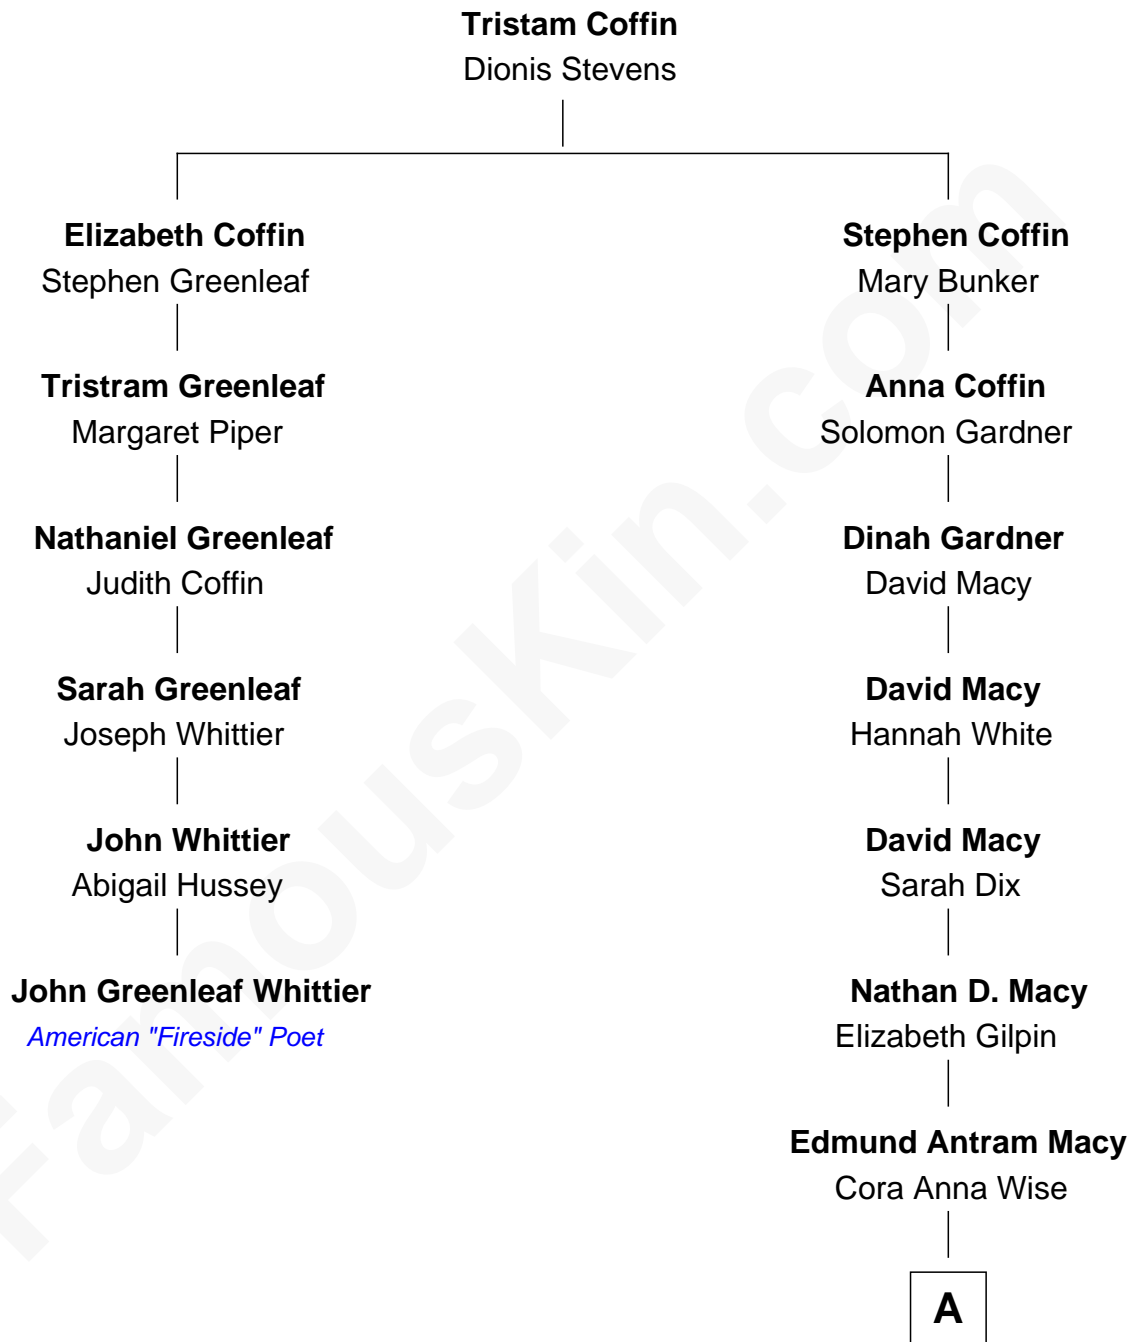 Tristam Coffin
Dionis Stevens
Elizabeth Coffin
Stephen Greenleaf
Tristram Greenleaf
Margaret Piper
Nathaniel Greenleaf
Judith Coffin
Sarah Greenleaf
Joseph Whittier
John Whittier
Abigail Hussey
John Greenleaf Whittier
American "Fireside" Poet
Stephen Coffin
Mary Bunker
Anna Coffin
Solomon Gardner
Dinah Gardner
David Macy
David Macy
Hannah White
David Macy
Sarah Dix
Nathan D. Macy
Elizabeth Gilpin
Edmund Antram Macy
Cora Anna Wise
A
FamousKin.com